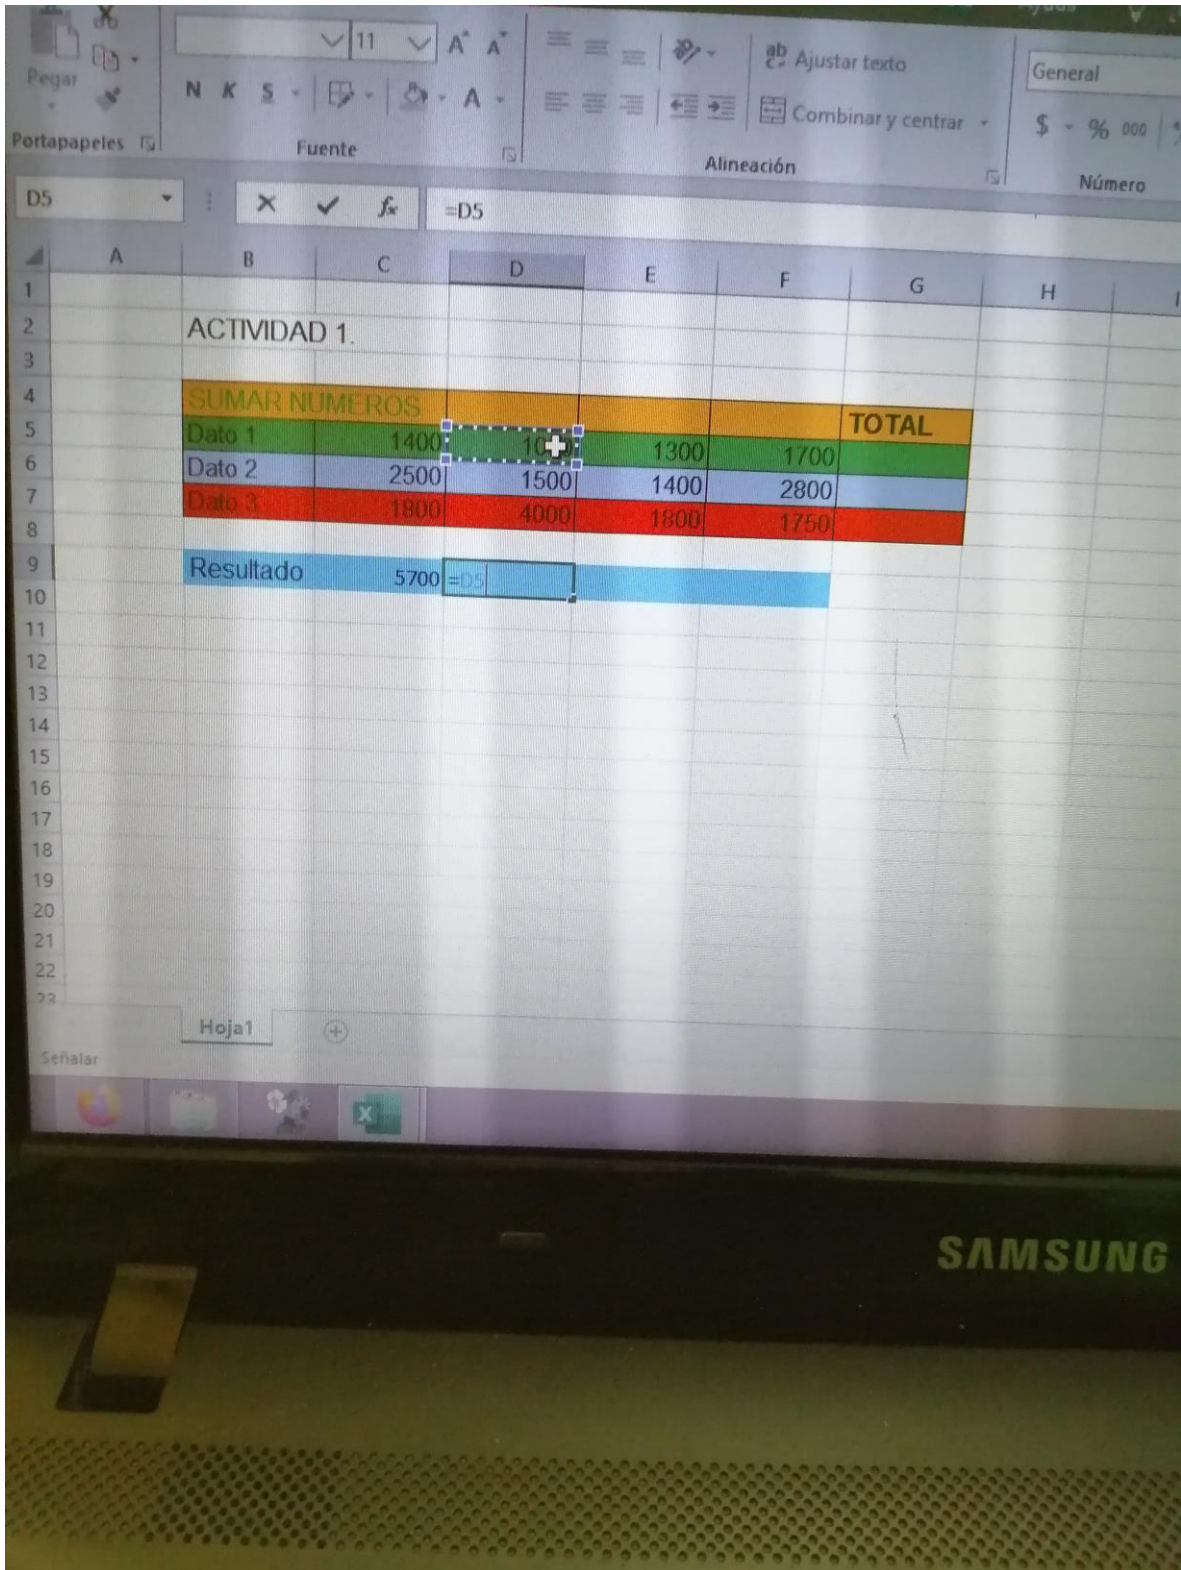 11
A A
Pegar
N K S
A
ab Ajustar texto
Combinar y centrar
General
$ % 000
Portapapeles
Fuente
Alineación
Número
D5
fx =D5
A B C D E F G H I
1
2 ACTIVIDAD 1.
3
4 SUMAR NUMEROS TOTAL
5 Dato 1 1400 1300 1700
6 Dato 2 2500 1500 1400 2800
7 Dato 3 1800 4000 1800 1750
8
9 Resultado 5700 =D5
10
11
12
13
14
15
16
17
18
19
20
21
22
23
Hoja1
Señalar
SAMSUNG